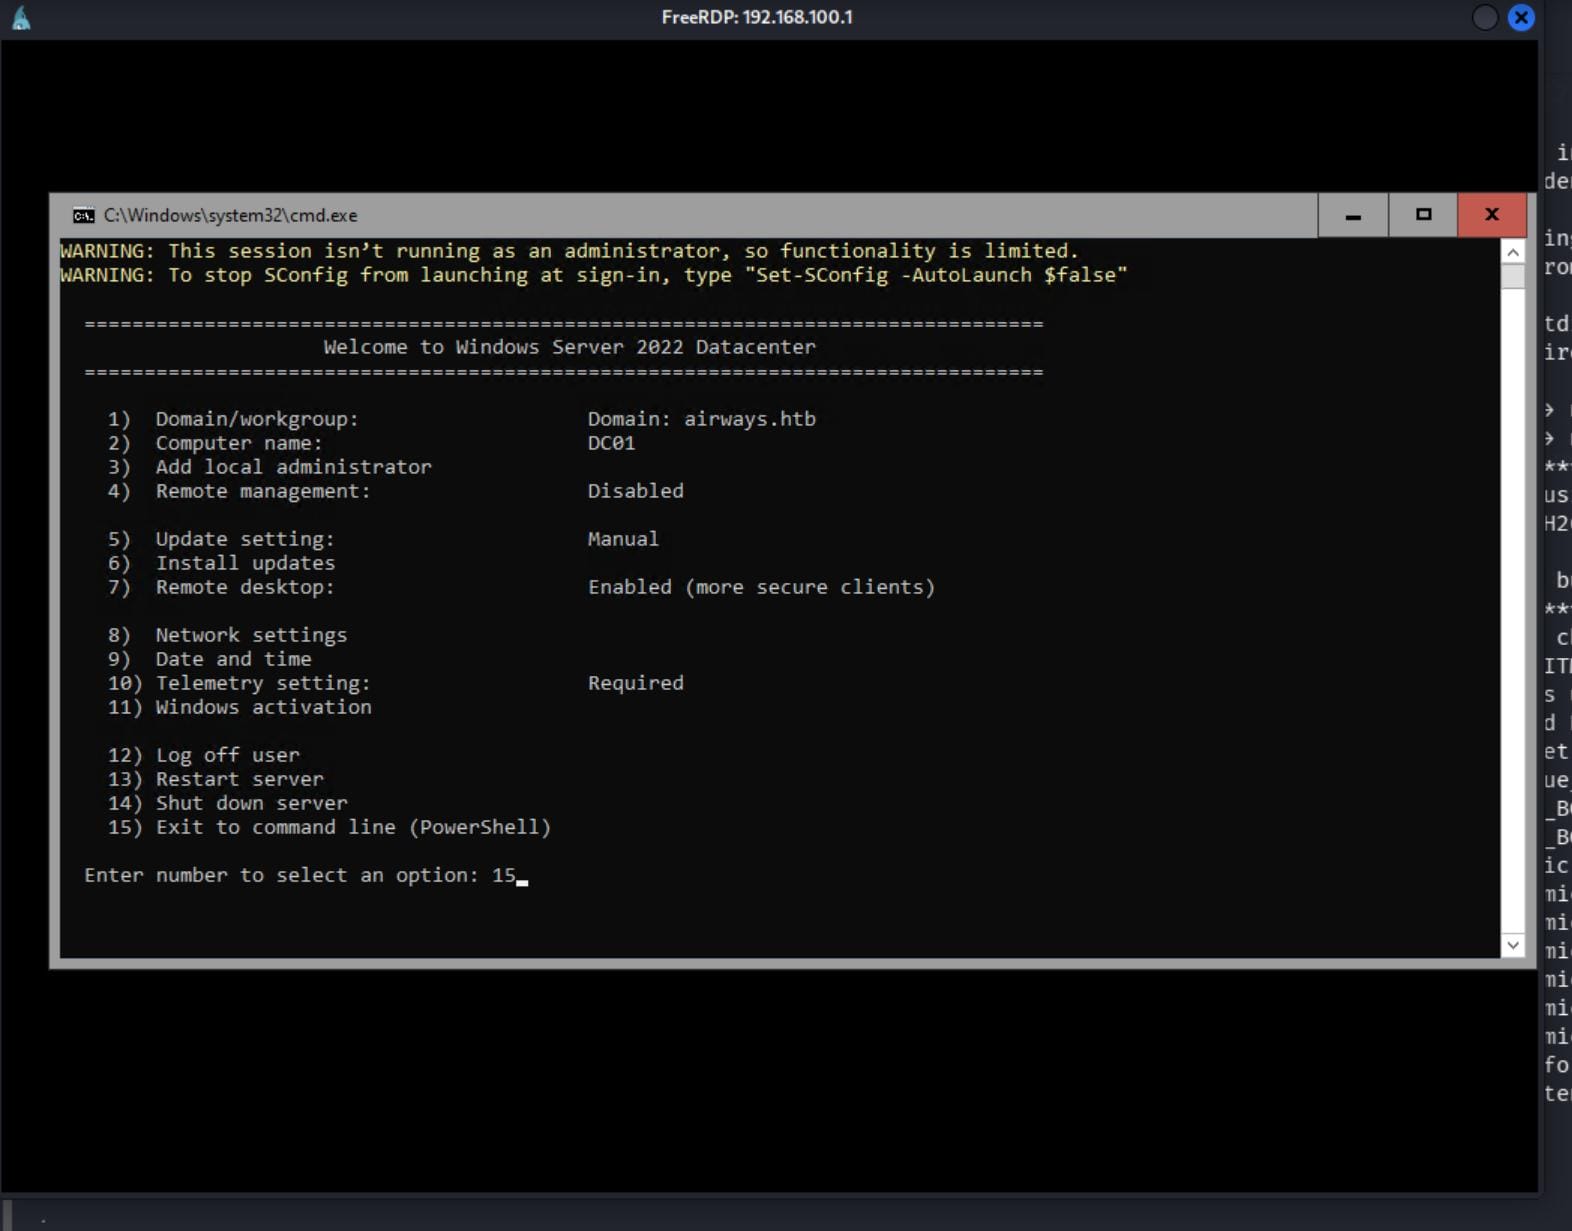 FreeRDP: 192.168.100.1
C:\Windows\system32\cmd.exe
WARNING: This session isn't running as an administrator, so functionality is limited.
WARNING: To stop SConfig from launching at sign-in, type "Set-SConfig -AutoLaunch $false"
================================================================================
Welcome to Windows Server 2022 Datacenter
================================================================================
1) Domain/workgroup: Domain: airways.htb
2) Computer name: DC01
3) Add local administrator
4) Remote management: Disabled
5) Update setting: Manual
6) Install updates
7) Remote desktop: Enabled (more secure clients)
8) Network settings
9) Date and time
10) Telemetry setting: Required
11) Windows activation
12) Log off user
13) Restart server
14) Shut down server
15) Exit to command line (PowerShell)
Enter number to select an option: 15